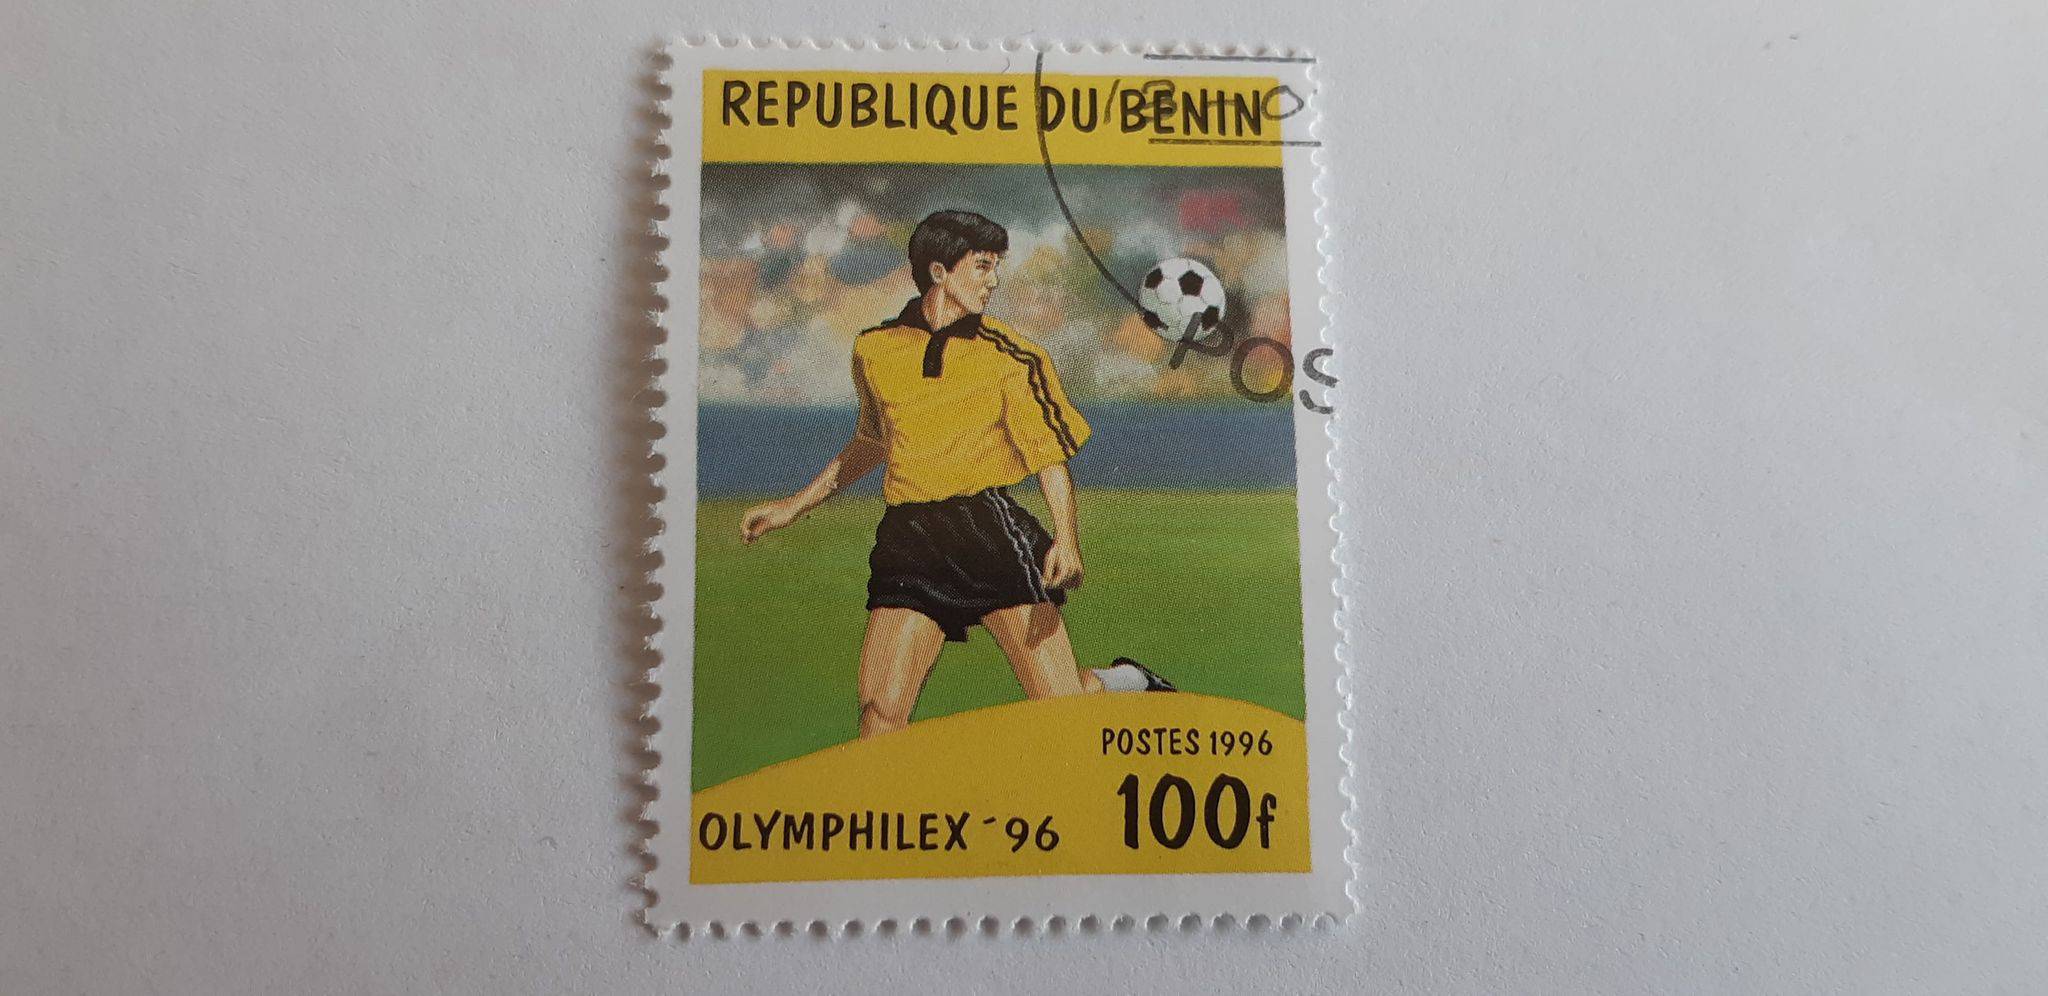 REPUBLIQUE DU BENIN
POS
POSTES 1996
100f
OLYMPHILEX - 96